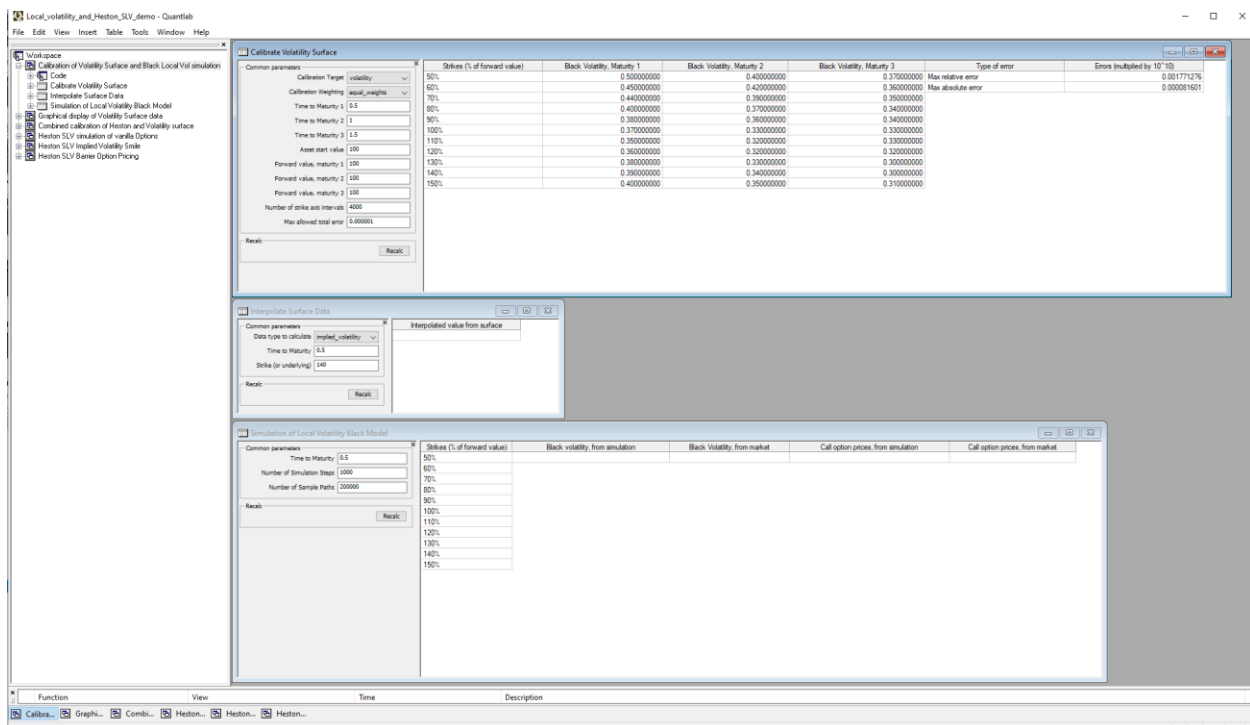 Local_volatility_and_Heston_SLV_demo - Quantlab
File Edit View Insert Table Tools Window Help
Workspace
Calibration of Volatility Surface and Black Local Vol simulation
Code
Calibrate Volatility Surface
Interpolate Surface Data
Simulation of Local Volatility Black Model
Graphical display of Volatility Surface data
Combined calibration of Heston and Volatility surface
Heston SLV simulation of vanilla Options
Heston SLV Implied Volatility Smile
Heston SLV Barrier Option Pricing
Calibrate Volatility Surface
Common parameters
Calibration Target volatility
Calibration Weighting equal_weights
Time to Maturity 1 0.5
Time to Maturity 2 1
Time to Maturity 3 1.5
Asset start value 100
Forward value, maturity 1 100
Forward value, maturity 2 100
Forward value, maturity 3 100
Number of strike axis intervals 4000
Max allowed total error 0.000001
Recalc
Recalc
Strikes (% of forward value) Black Volatility, Maturity 1 Black Volatility, Maturity 2 Black Volatility, Maturity 3 Type of error Errors (multiplied by 10^10)
50% 0.500000000 0.400000000 0.370000000 Max relative error 0.001771276
60% 0.450000000 0.420000000 0.360000000 Max absolute error 0.000081601
70% 0.440000000 0.390000000 0.350000000
80% 0.400000000 0.370000000 0.340000000
90% 0.380000000 0.360000000 0.340000000
100% 0.370000000 0.330000000 0.330000000
110% 0.350000000 0.320000000 0.330000000
120% 0.360000000 0.320000000 0.320000000
130% 0.380000000 0.330000000 0.300000000
140% 0.390000000 0.340000000 0.300000000
150% 0.400000000 0.350000000 0.310000000
Interpolate Surface Data
Common parameters
Data type to calculate implied_volatility
Time to Maturity 0.5
Strike (or underlying) 140
Recalc
Recalc
Interpolated value from surface
Simulation of Local Volatility Black Model
Common parameters
Time to Maturity 0.5
Number of Simulation Steps 1000
Number of Sample Paths 200000
Recalc
Recalc
Strikes (% of forward value) Black volatility, from simulation Black Volatility, from market Call option prices, from simulation Call option prices, from market
50%
60%
70%
80%
90%
100%
110%
120%
130%
140%
150%
Function View Time Description
Calibra... Graphi... Combi... Heston... Heston... Heston...